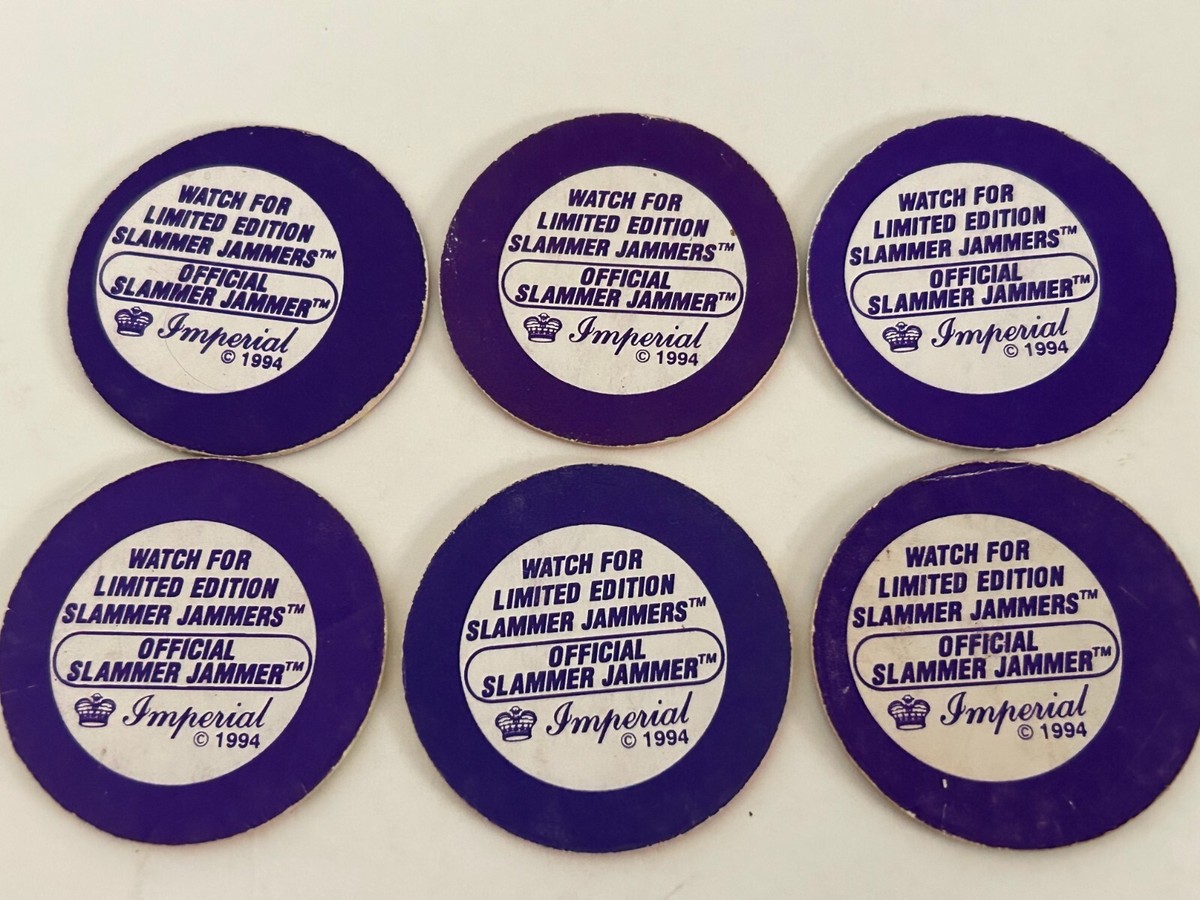 WATCH FOR
LIMITED EDITION
SLAMMER JAMMERS™
OFFICIAL
SLAMMER JAMMER™
Imperial
© 1994
WATCH FOR
LIMITED EDITION
SLAMMER JAMMERS™
OFFICIAL
SLAMMER JAMMER™
Imperial
© 1994
WATCH FOR
LIMITED EDITION
SLAMMER JAMMERS™
OFFICIAL
SLAMMER JAMMER™
Imperial
© 1994
WATCH FOR
LIMITED EDITION
SLAMMER JAMMERS™
OFFICIAL
SLAMMER JAMMER™
Imperial
© 1994
WATCH FOR
LIMITED EDITION
SLAMMER JAMMERS™
OFFICIAL
SLAMMER JAMMER™
Imperial
© 1994
WATCH FOR
LIMITED EDITION
SLAMMER JAMMERS™
OFFICIAL
SLAMMER JAMMER™
Imperial
© 1994